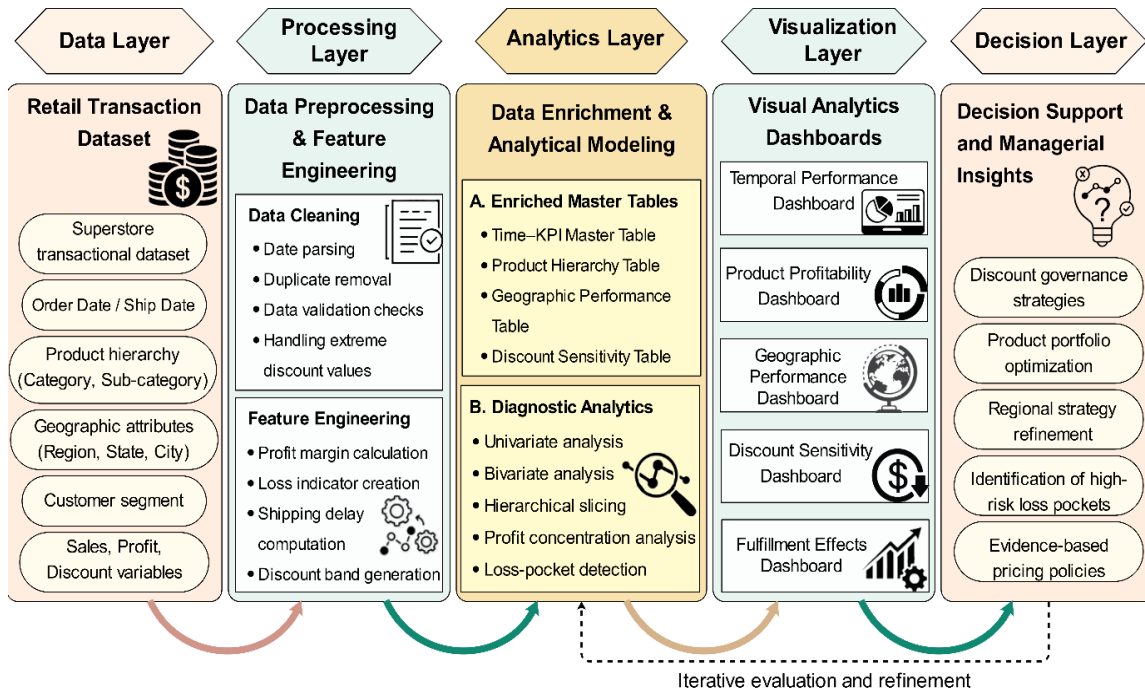 Data Layer
Processing
Layer
Analytics Layer
Visualization
Layer
Decision Layer
Retail Transaction
Dataset
$
Superstore
transactional dataset
Order Date / Ship Date
Product hierarchy
(Category, Sub-category)
Geographic attributes
(Region, State, City)
Customer segment
Sales, Profit,
Discount variables
Data Preprocessing
& Feature
Engineering
Data Cleaning
• Date parsing
• Duplicate removal
• Data validation checks
• Handling extreme
discount values
Feature Engineering
• Profit margin calculation
• Loss indicator creation
• Shipping delay
computation
• Discount band generation
Data Enrichment &
Analytical Modeling
A. Enriched Master Tables
• Time–KPI Master Table
• Product Hierarchy Table
• Geographic Performance
Table
• Discount Sensitivity Table
B. Diagnostic Analytics
• Univariate analysis
• Bivariate analysis
• Hierarchical slicing
• Profit concentration analysis
• Loss-pocket detection
Visual Analytics
Dashboards
Temporal Performance
Dashboard
Product Profitability
Dashboard
Geographic
Performance
Dashboard
Discount Sensitivity
Dashboard
$
Fulfillment Effects
Dashboard
Decision Support
and Managerial
Insights
?
Discount governance
strategies
Product portfolio
optimization
Regional strategy
refinement
Identification of high-
risk loss pockets
Evidence-based
pricing policies
Iterative evaluation and refinement